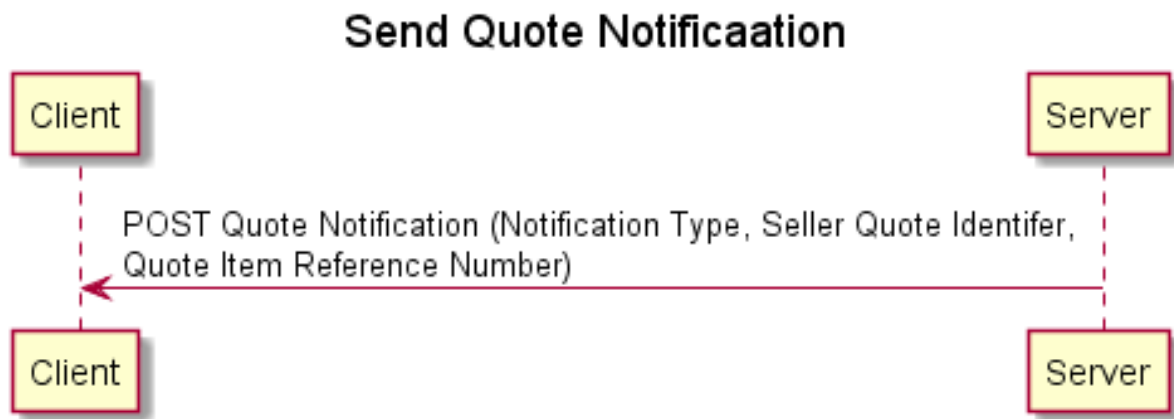 Send Quote Notificaation
Client
Server
POST Quote Notification (Notification Type, Seller Quote Identifer,
Quote Item Reference Number)
Client
Server